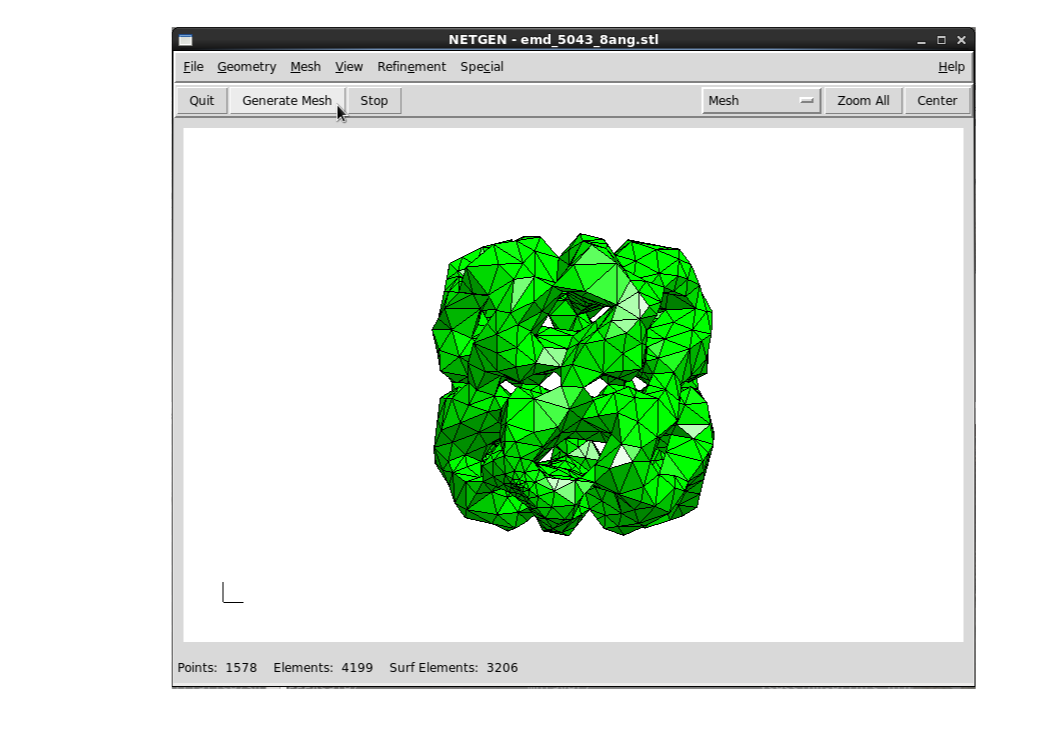 NETGEN - emd_5043_8ang.stl
File Geometry Mesh View Refinement Special Help
Quit Generate Mesh Stop Mesh Zoom All Center
Points: 1578 Elements: 4199 Surf Elements: 3206